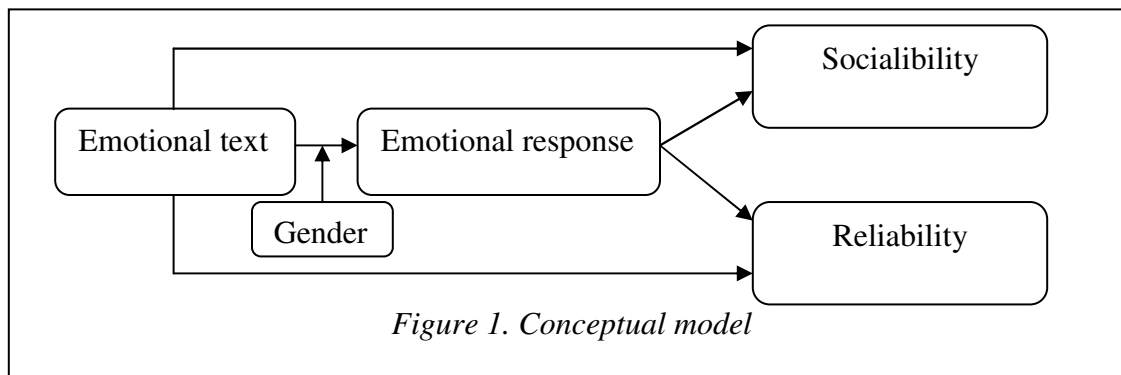 Socialibility
Emotional text
Emotional response
Gender
Reliability
Figure 1. Conceptual model